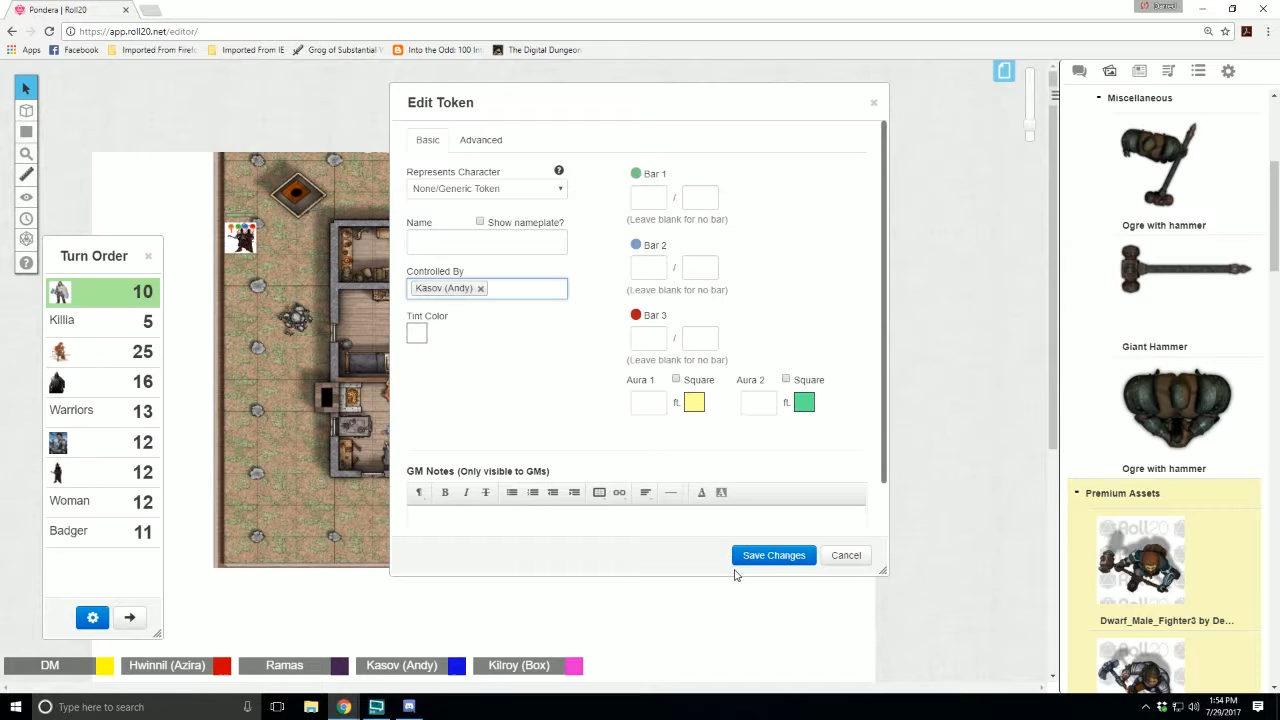 Pondera | Roll20
Darrell
https://app.roll20.net/editor/
Apps
Facebook
Imported From Firefo
Imported From IE
Grog of Substantial W
Into the Odd: 100 Im
The Digital Dungeon
Edit Token
Basic
Advanced
Represents Character
None/Generic Token
Name
Show nameplate?
Controlled By
Kasov (Andy)
Tint Color
Bar 1
/
(Leave blank for no bar)
Bar 2
/
(Leave blank for no bar)
Bar 3
/
(Leave blank for no bar)
Aura 1
Square
Aura 2
Square
ft.
ft.
GM Notes (Only visible to GMs)
Save Changes
Cancel
Turn Order
10
Killia 5
25
16
Warriors 13
12
12
Woman 12
Badger 11
Miscellaneous
Ogre with hammer
Giant Hammer
Ogre with hammer
Premium Assets
Roll20
Dwarf_Male_Fighter3 by De...
Roll20
DM
Hwinnil (Azira)
Ramas
Kasov (Andy)
Kilroy (Box)
Type here to search
1:54 PM
7/29/2017